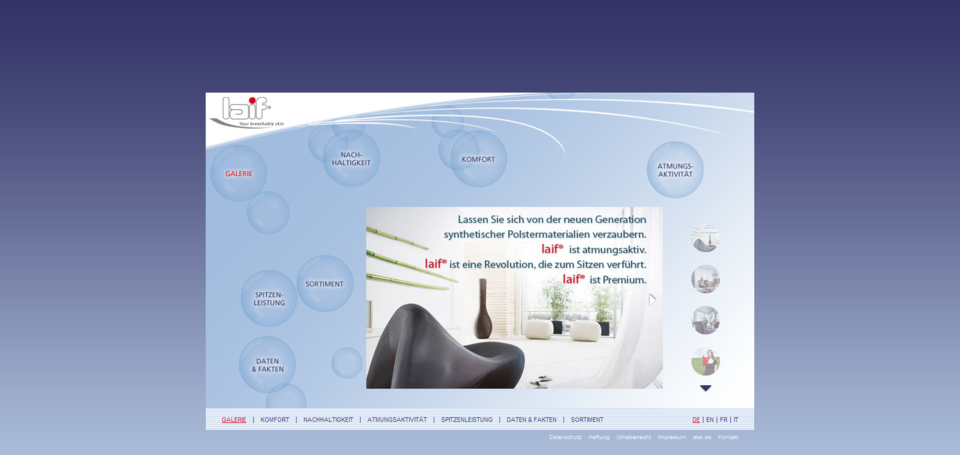 laif®
Your breathable skin
GALERIE
NACH-
HALTIGKEIT
KOMFORT
ATMUNGS-
AKTIVITÄT
Lassen Sie sich von der neuen Generation
synthetischer Polstermaterialien verzaubern.
laif® ist atmungsaktiv.
laif® ist eine Revolution, die zum Sitzen verführt.
laif® ist Premium.
SORTIMENT
SPITZEN-
LEISTUNG
DATEN
& FAKTEN
GALERIE | KOMFORT | NACHHALTIGKEIT | ATMUNGSAKTIVITÄT | SPITZENLEISTUNG | DATEN & FAKTEN | SORTIMENT
DE | EN | FR | IT
Datenschutz Haftung Urheberrecht Impressum skai.de Kontakt